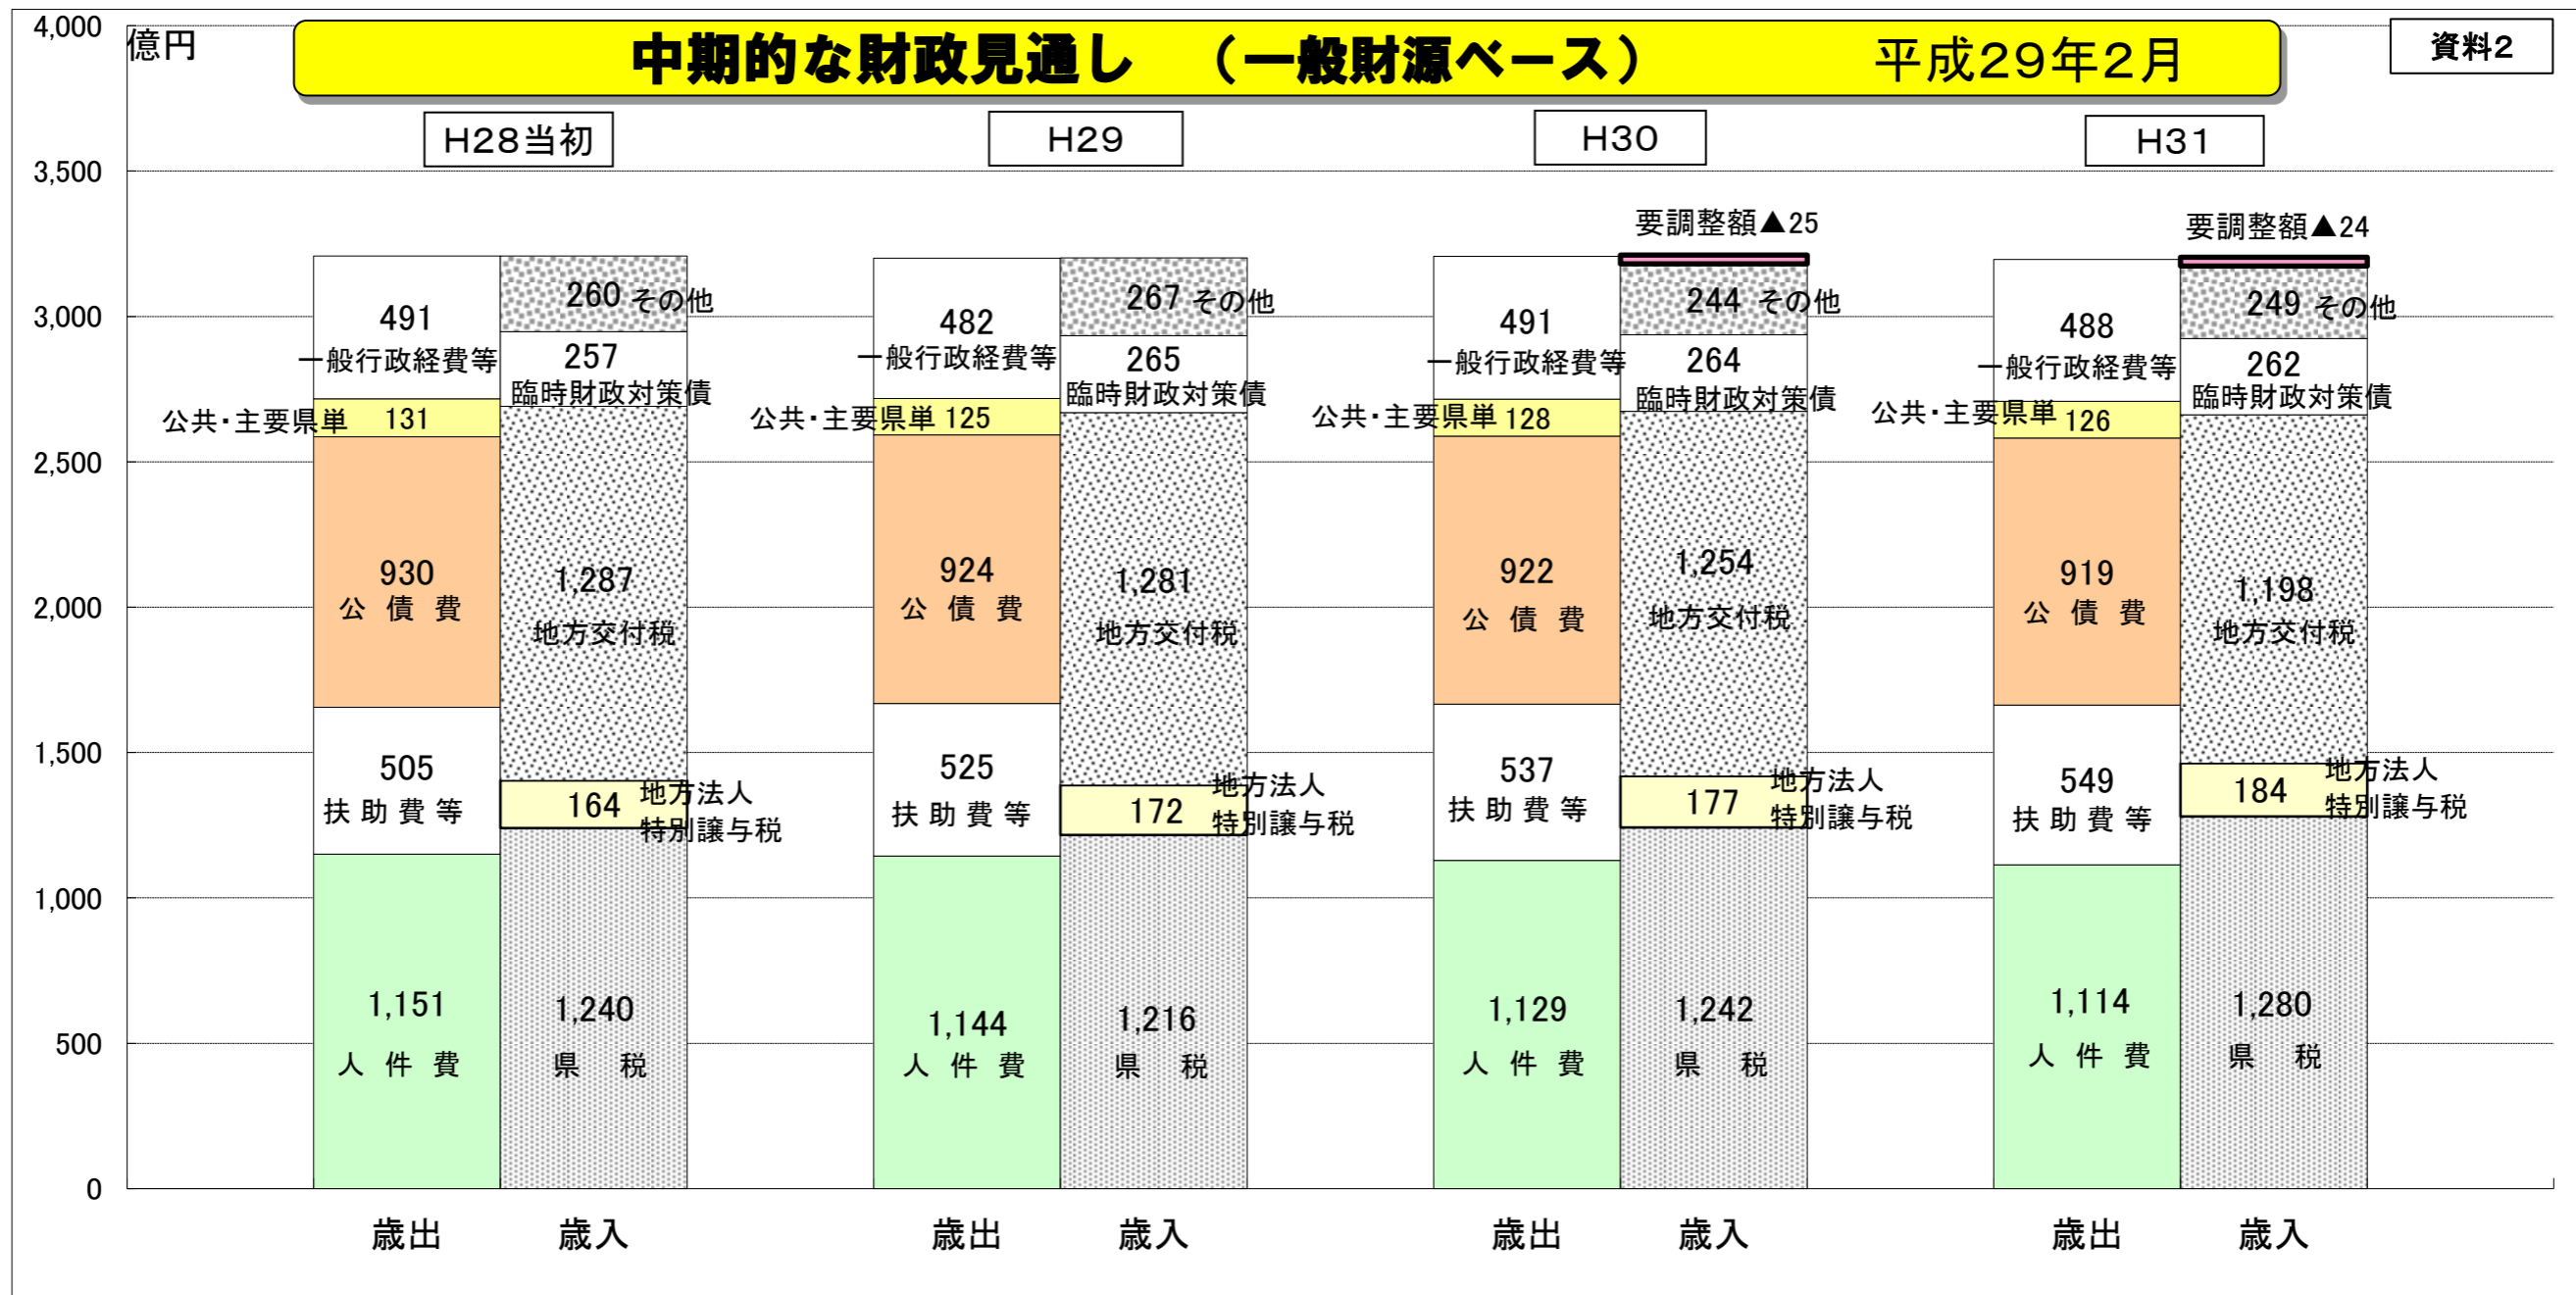 4,000
億円
中期的な財政見通し （一般財源ベース） 平成29年2月
資料2
H28当初
H29
H30
H31
3,500
3,000
2,500
2,000
1,500
1,000
500
0
491
一般行政経費等
公共・主要県単 131
930
公債費
505
扶助費等
1,151
人件費
260 その他
257
臨時財政対策債
1,287
地方交付税
164
地方法人
特別譲与税
1,240
県 税
482
一般行政経費等
公共・主要県単 125
924
公債費
525
扶助費等
1,144
人件費
267 その他
265
臨時財政対策債
1,281
地方交付税
172
地方法人
特別譲与税
1,216
県 税
491
一般行政経費等
公共・主要県単 128
922
公債費
537
扶助費等
1,129
人件費
要調整額▲25
244 その他
264
臨時財政対策債
1,254
地方交付税
177
地方法人
特別譲与税
1,242
県 税
488
一般行政経費等
公共・主要県単 126
919
公債費
549
扶助費等
1,114
人件費
要調整額▲24
249 その他
262
臨時財政対策債
1,198
地方交付税
184
地方法人
特別譲与税
1,280
県 税
歳出 歳入 歳出 歳入 歳出 歳入 歳出 歳入